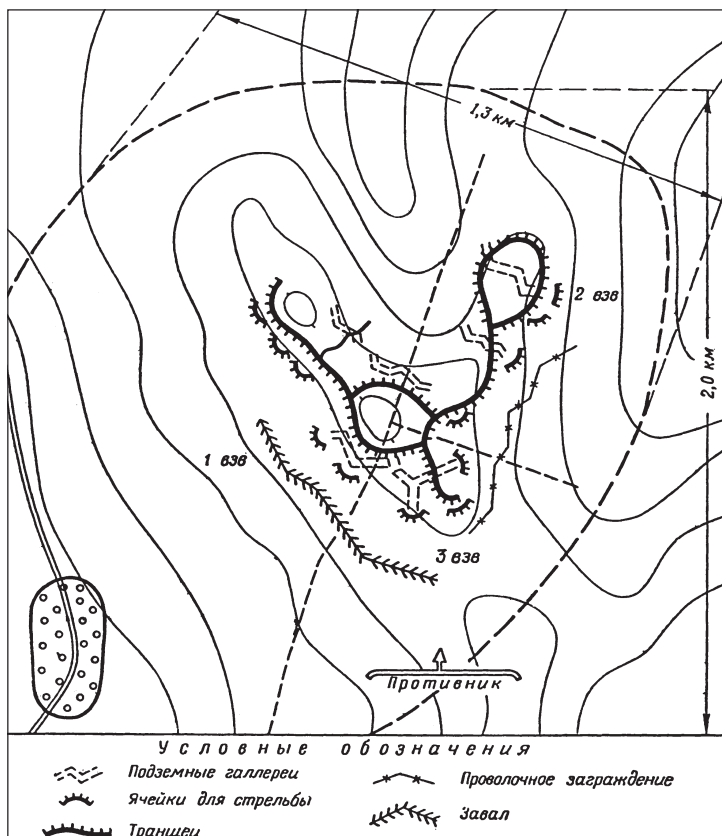 1,3 км
2 взв
2,0 км
1 взв
3 взв
Противник
Условные обозначения
Подземные галлереи
Проволочное заграждение
Ячейки для стрельбы
Завал
Траншеи